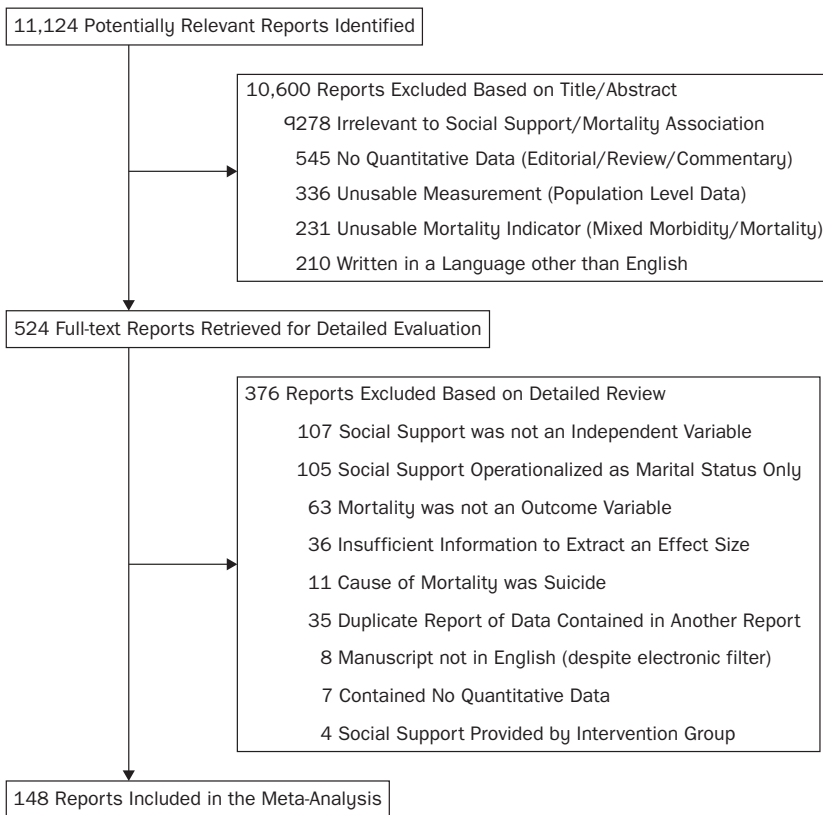 11,124 Potentially Relevant Reports Identified
10,600 Reports Excluded Based on Title/Abstract
9278 Irrelevant to Social Support/Mortality Association
545 No Quantitative Data (Editorial/Review/Commentary)
336 Unusable Measurement (Population Level Data)
231 Unusable Mortality Indicator (Mixed Morbidity/Mortality)
210 Written in a Language other than English
524 Full-text Reports Retrieved for Detailed Evaluation
376 Reports Excluded Based on Detailed Review
107 Social Support was not an Independent Variable
105 Social Support Operationalized as Marital Status Only
63 Mortality was not an Outcome Variable
36 Insufficient Information to Extract an Effect Size
11 Cause of Mortality was Suicide
35 Duplicate Report of Data Contained in Another Report
8 Manuscript not in English (despite electronic filter)
7 Contained No Quantitative Data
4 Social Support Provided by Intervention Group
148 Reports Included in the Meta-Analysis